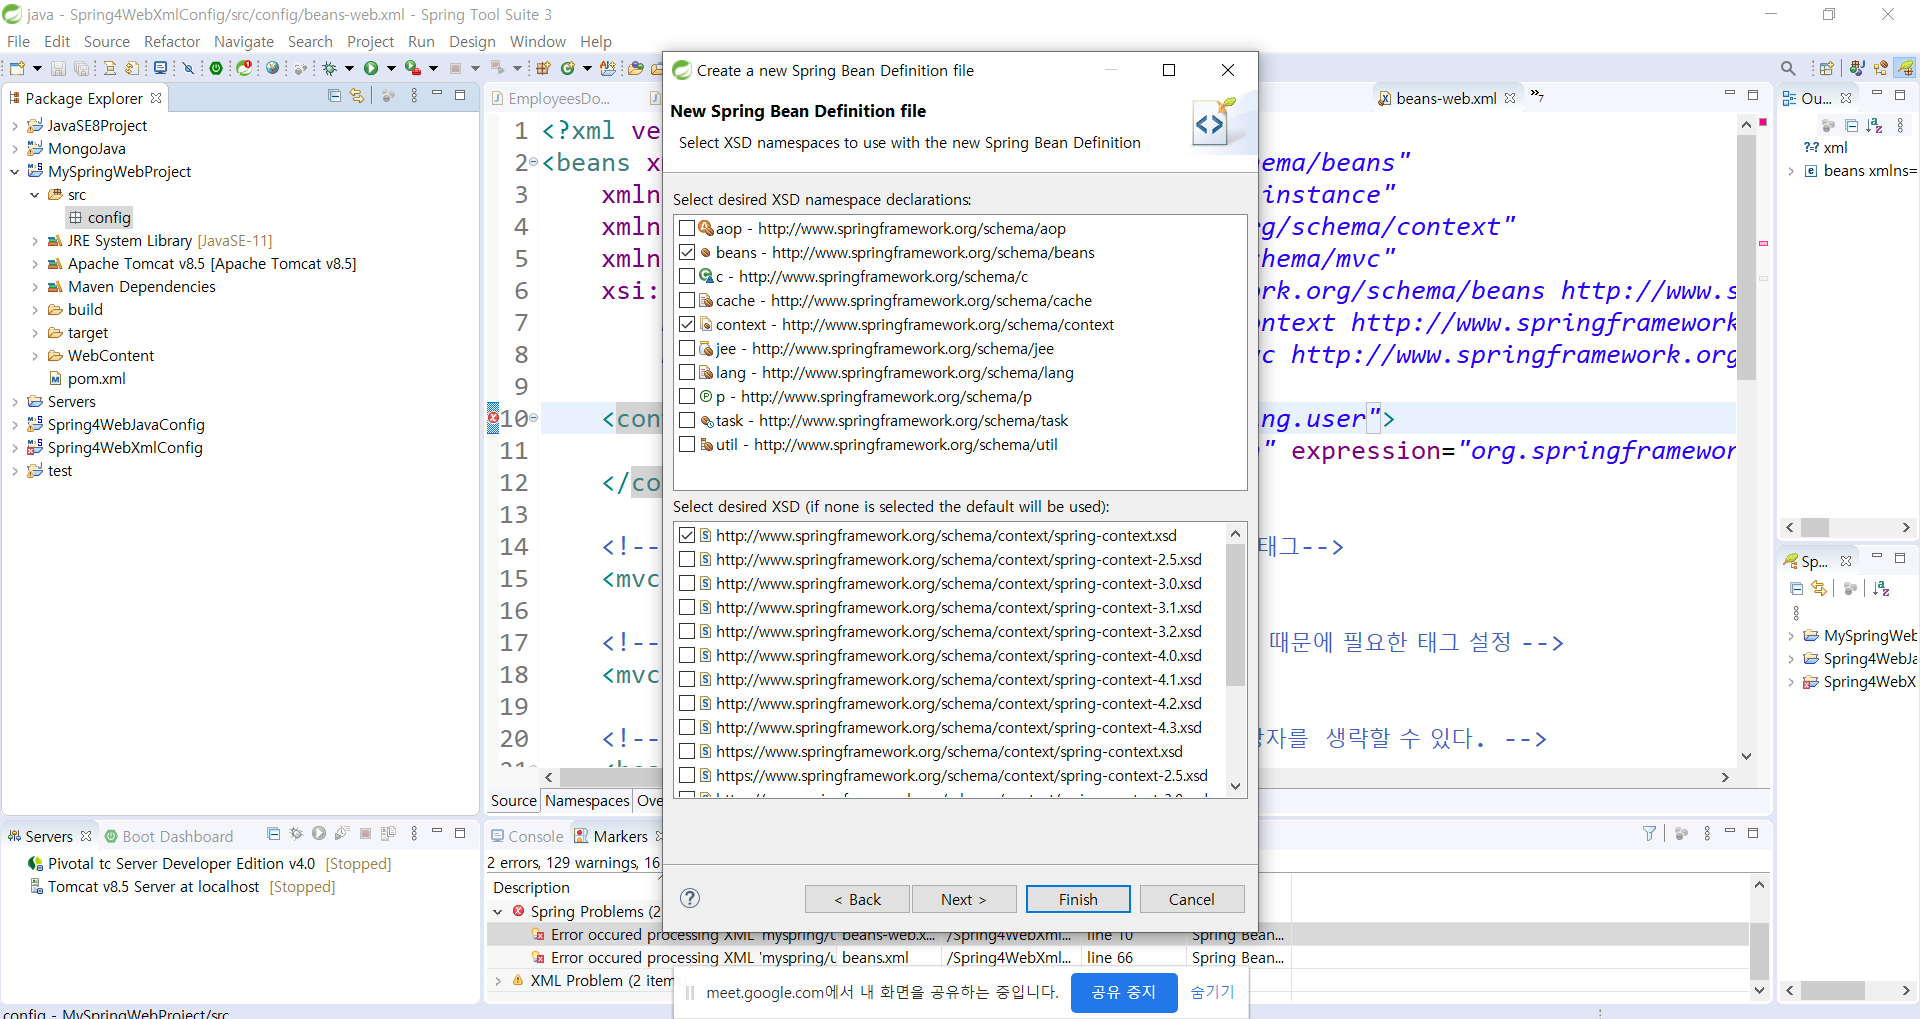 java - Spring4WebXmlConfig/src/config/beans-web.xml - Spring Tool Suite 3
File Edit Source Refactor Navigate Search Project Run Design Window Help
Package Explorer
JavaSE8Project
MongoJava
MySpringWebProject
src
config
JRE System Library [JavaSE-11]
Apache Tomcat v8.5 [Apache Tomcat v8.5]
Maven Dependencies
build
target
WebContent
pom.xml
Servers
Spring4WebJavaConfig
Spring4WebXmlConfig
test
Servers
Boot Dashboard
Pivotal tc Server Developer Edition v4.0 [Stopped]
Tomcat v8.5 Server at localhost [Stopped]
config - MySpringWebProject/src
EmployeesDo...
beans-web.xml
7
1 <?xml ve
2 <beans x hema/beans"
3 xmln instance"
4 xmln g/schema/context"
5 xmln hema/mvc"
6 xsi: rk.org/schema/beans http://www.s
7 ntext http://www.springframework
8 c http://www.springframework.org
9
10 <con ng.user">
11 " expression="org.springframewor
12 </co
13
14 <!-- 태그-->
15 <mvc
16
17 <!-- 때문에 필요한 태그 설정 -->
18 <mvc
19
20 <!-- 자를 생략할 수 있다. -->
21
Source Namespaces Ove
Create a new Spring Bean Definition file
New Spring Bean Definition file
Select XSD namespaces to use with the new Spring Bean Definition
Select desired XSD namespace declarations:
aop - http://www.springframework.org/schema/aop
beans - http://www.springframework.org/schema/beans
c - http://www.springframework.org/schema/c
cache - http://www.springframework.org/schema/cache
context - http://www.springframework.org/schema/context
jee - http://www.springframework.org/schema/jee
lang - http://www.springframework.org/schema/lang
p - http://www.springframework.org/schema/p
task - http://www.springframework.org/schema/task
util - http://www.springframework.org/schema/util
Select desired XSD (if none is selected the default will be used):
http://www.springframework.org/schema/context/spring-context.xsd
http://www.springframework.org/schema/context/spring-context-2.5.xsd
http://www.springframework.org/schema/context/spring-context-3.0.xsd
http://www.springframework.org/schema/context/spring-context-3.1.xsd
http://www.springframework.org/schema/context/spring-context-3.2.xsd
http://www.springframework.org/schema/context/spring-context-4.0.xsd
http://www.springframework.org/schema/context/spring-context-4.1.xsd
http://www.springframework.org/schema/context/spring-context-4.2.xsd
http://www.springframework.org/schema/context/spring-context-4.3.xsd
https://www.springframework.org/schema/context/spring-context.xsd
https://www.springframework.org/schema/context/spring-context-2.5.xsd
< Back Next > Finish Cancel
Console Markers
2 errors, 129 warnings, 16
Description
Spring Problems (2
Error occured processing XML 'myspring/u beans-web.x... /Spring4WebXml... line 10 Spring Bean...
Error occured processing XML 'myspring/u beans.xml /Spring4WebXml... line 66 Spring Bean...
XML Problem (2 item
meet.google.com에서 내 화면을 공유하는 중입니다. 공유 중지 숨기기
Ou...
xml
beans xmlns=
Sp...
MySpringWeb
Spring4WebJa
Spring4WebX